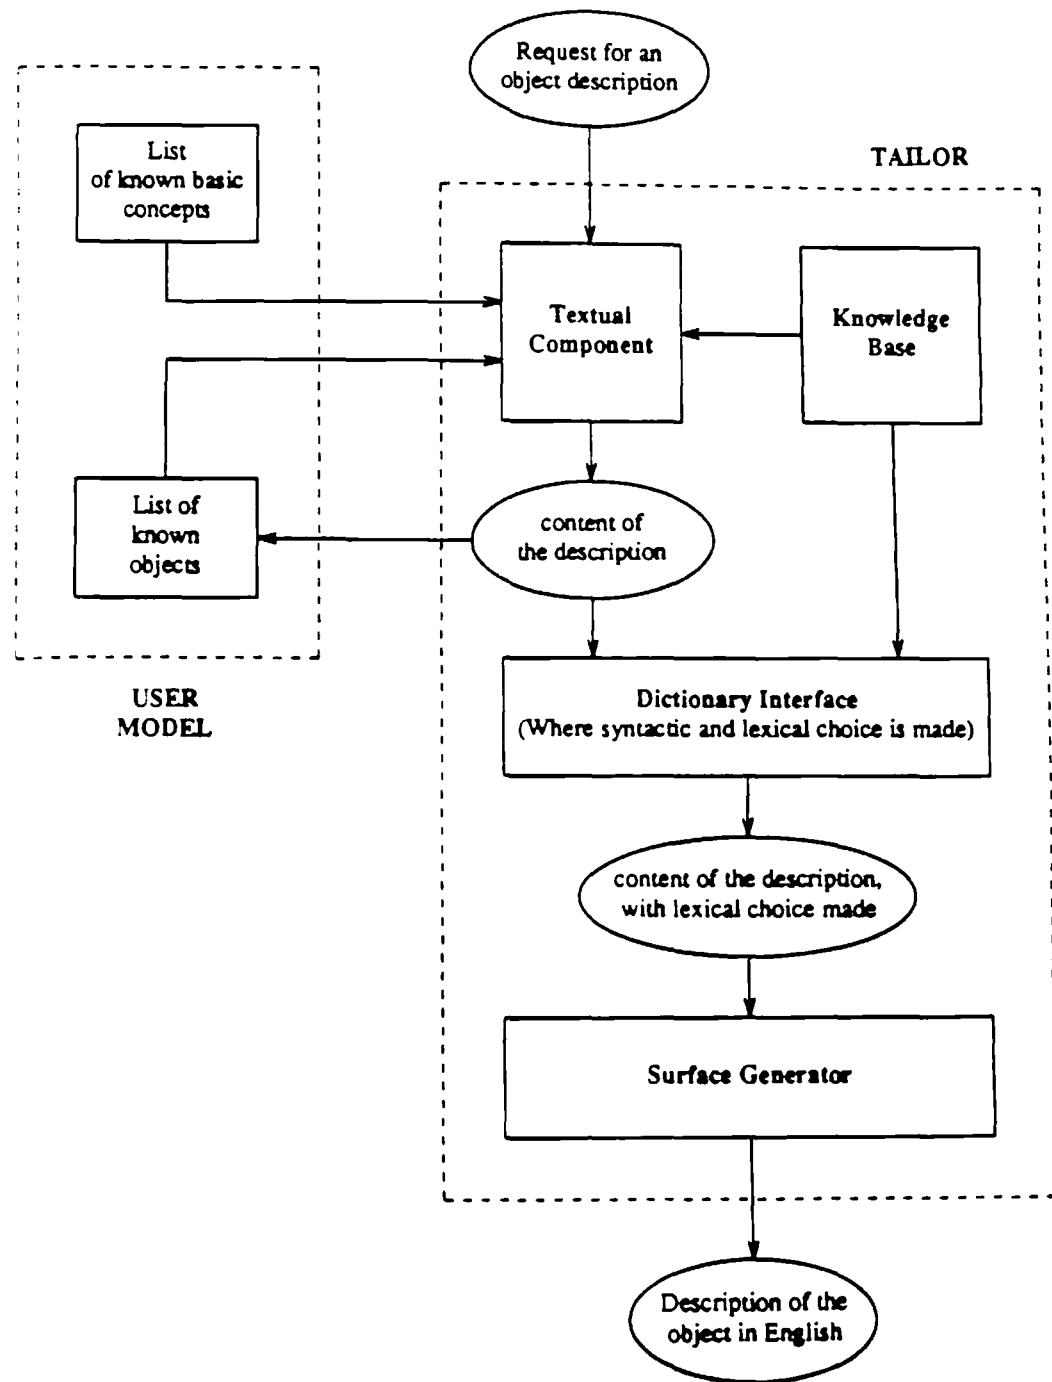 Request for an
object description
List
of known basic
concepts
TAILOR
Textual
Component
Knowledge
Base
List of
known
objects
content of
the description
USER
MODEL
Dictionary Interface
(Where syntactic and lexical choice is made)
content of the description,
with lexical choice made
Surface Generator
Description of the
object in English